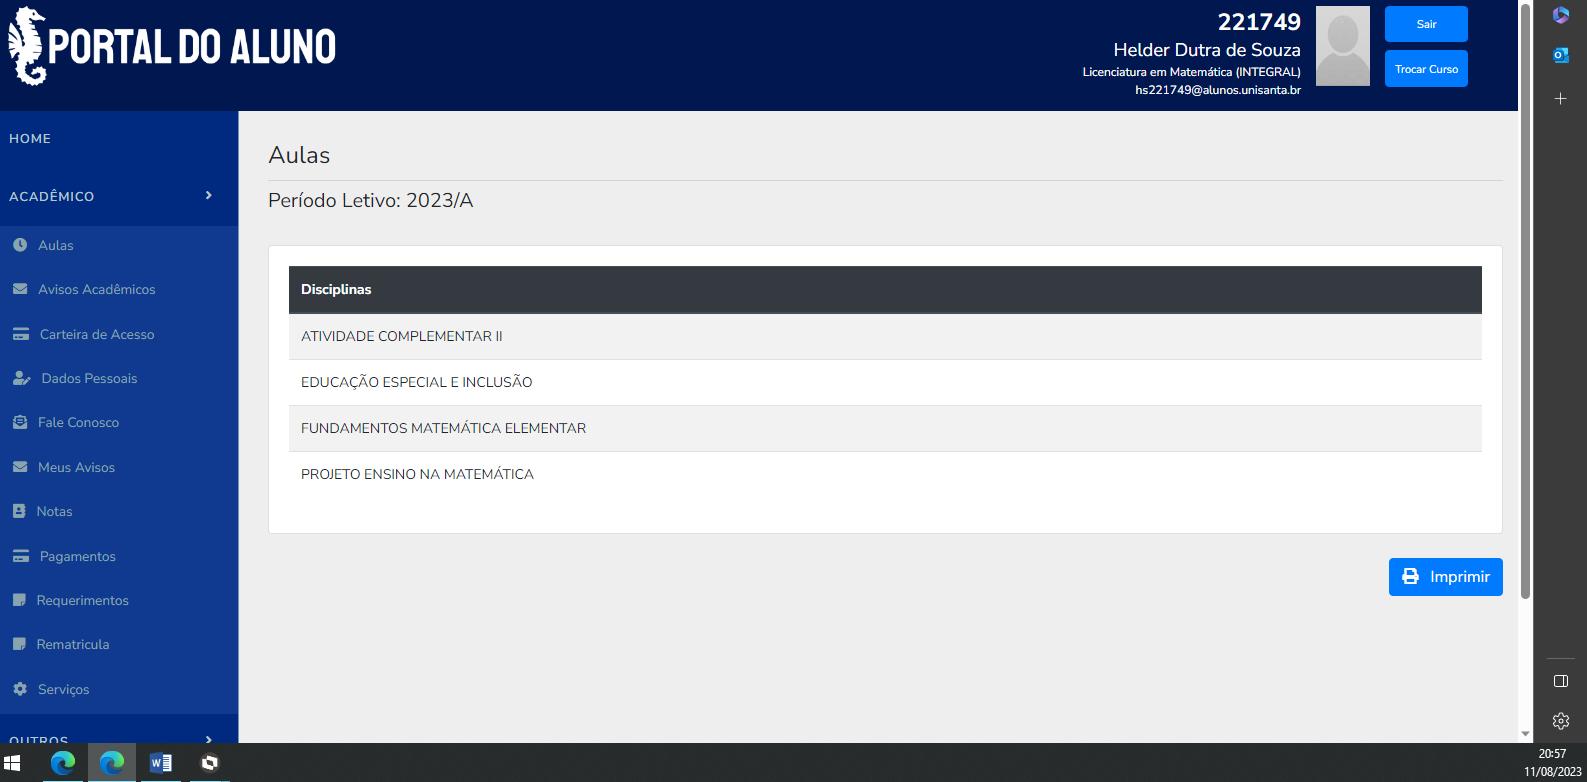 PORTAL DO ALUNO
221749
Helder Dutra de Souza
Licenciatura em Matemática (INTEGRAL)
hs221749@alunos.unisanta.br
Sair
Trocar Curso
HOME
ACADÊMICO
Aulas
Avisos Acadêmicos
Carteira de Acesso
Dados Pessoais
Fale Conosco
Meus Avisos
Notas
Pagamentos
Requerimentos
Rematricula
Serviços
OUTROS
Aulas
Período Letivo: 2023/A
Disciplinas
ATIVIDADE COMPLEMENTAR II
EDUCAÇÃO ESPECIAL E INCLUSÃO
FUNDAMENTOS MATEMÁTICA ELEMENTAR
PROJETO ENSINO NA MATEMÁTICA
Imprimir
20:57
11/08/2023